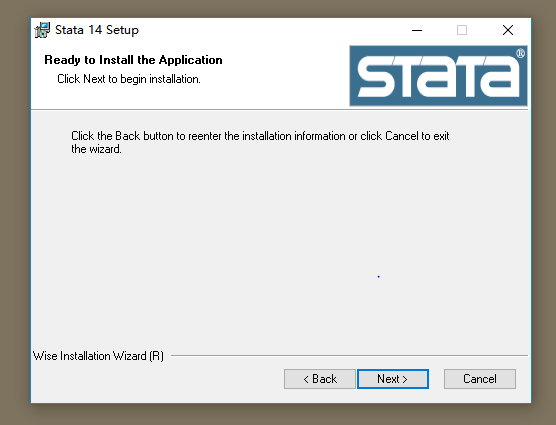 Stata 14 Setup
Ready to Install the Application
Click Next to begin installation.
STATA®
Click the Back button to reenter the installation information or click Cancel to exit
the wizard.
Wise Installation Wizard (R)
< Back Next > Cancel